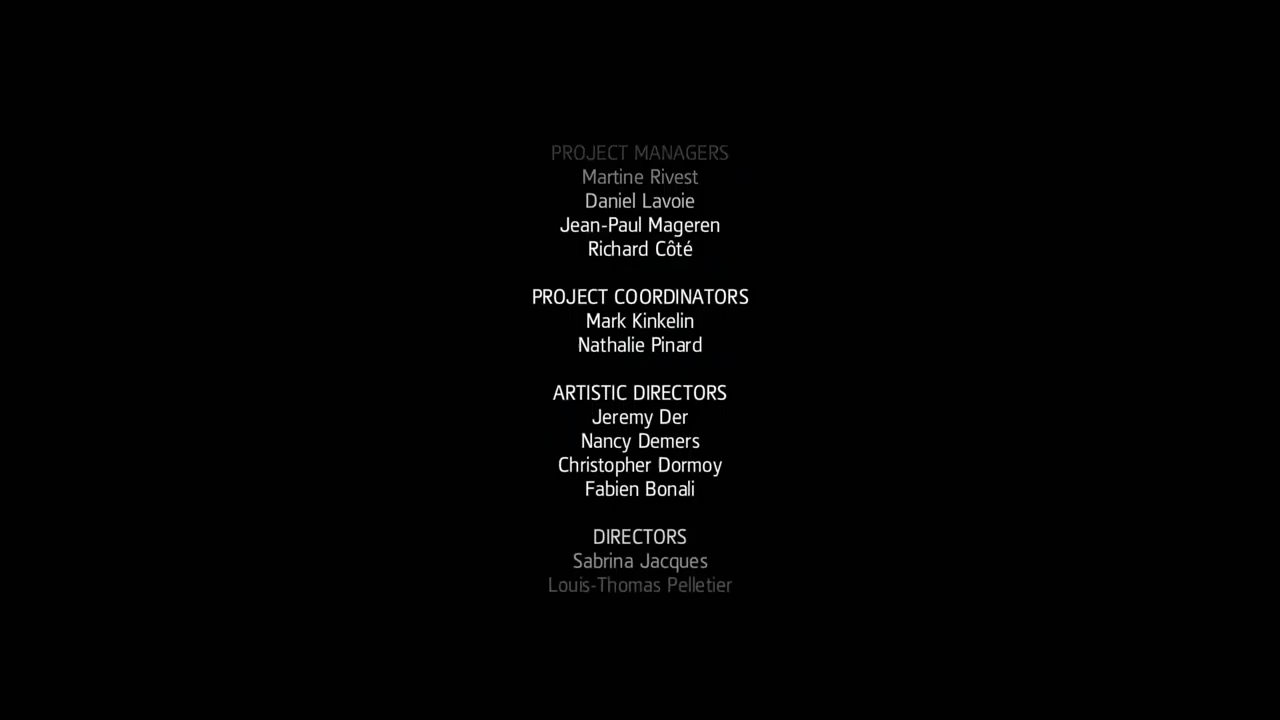 PROJECT MANAGERS
Martine Rivest
Daniel Lavoie
Jean-Paul Mageren
Richard Côté
PROJECT COORDINATORS
Mark Kinkelin
Nathalie Pinard
ARTISTIC DIRECTORS
Jeremy Der
Nancy Demers
Christopher Dormoy
Fabien Bonali
DIRECTORS
Sabrina Jacques
Louis-Thomas Pelletier